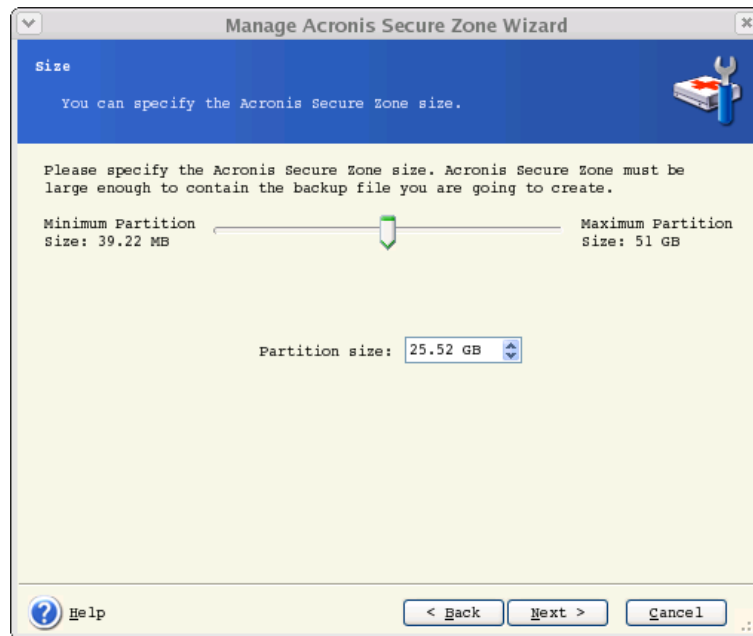 Manage Acronis Secure Zone Wizard
Size
You can specify the Acronis Secure Zone size.
Please specify the Acronis Secure Zone size. Acronis Secure Zone must be
large enough to contain the backup file you are going to create.
Minimum Partition
Size: 39.22 MB
Maximum Partition
Size: 51 GB
Partition size: 25.52 GB
Help
< Back
Next >
Cancel